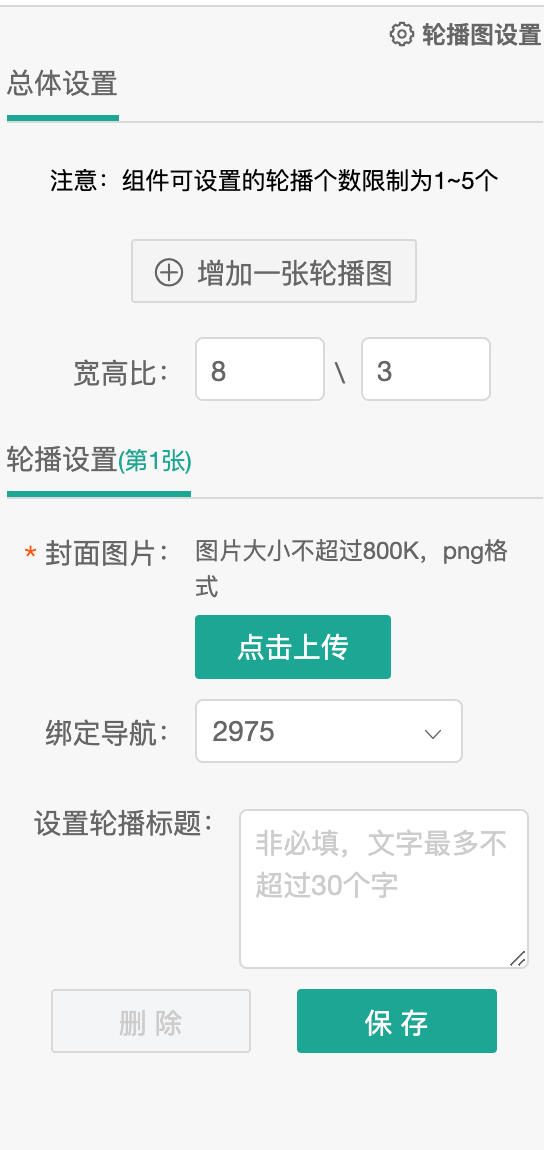 轮播图设置
总体设置
注意：组件可设置的轮播个数限制为1~5个
增加一张轮播图
宽高比： 8 \ 3
轮播设置(第1张)
* 封面图片： 图片大小不超过800K，png格
式
点击上传
绑定导航： 2975
设置轮播标题： 非必填，文字最多不
超过30个字
删 除 保 存